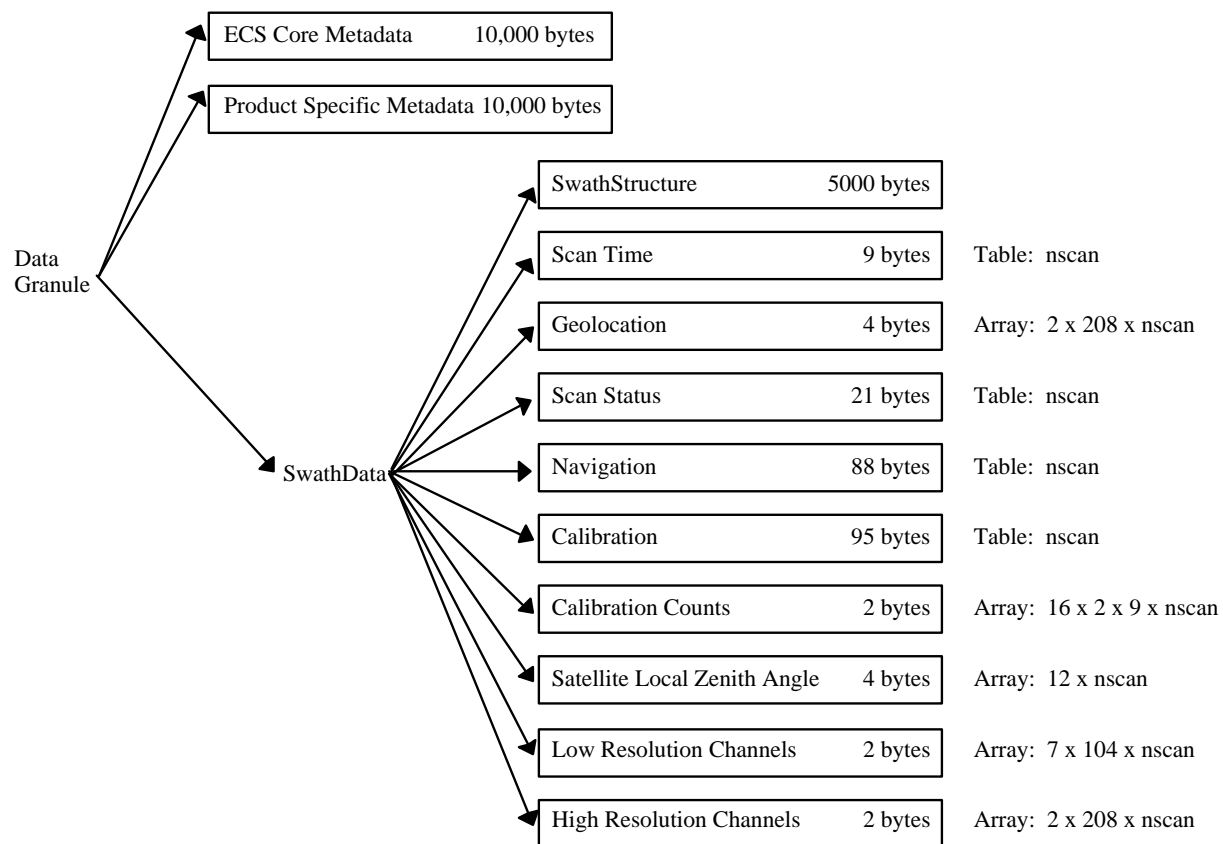 ECS Core Metadata 10,000 bytes
Product Specific Metadata 10,000 bytes
SwathStructure 5000 bytes
Data
Granule
Scan Time 9 bytes Table: nscan
Geolocation 4 bytes Array: 2 x 208 x nscan
Scan Status 21 bytes Table: nscan
SwathData
Navigation 88 bytes Table: nscan
Calibration 95 bytes Table: nscan
Calibration Counts 2 bytes Array: 16 x 2 x 9 x nscan
Satellite Local Zenith Angle 4 bytes Array: 12 x nscan
Low Resolution Channels 2 bytes Array: 7 x 104 x nscan
High Resolution Channels 2 bytes Array: 2 x 208 x nscan